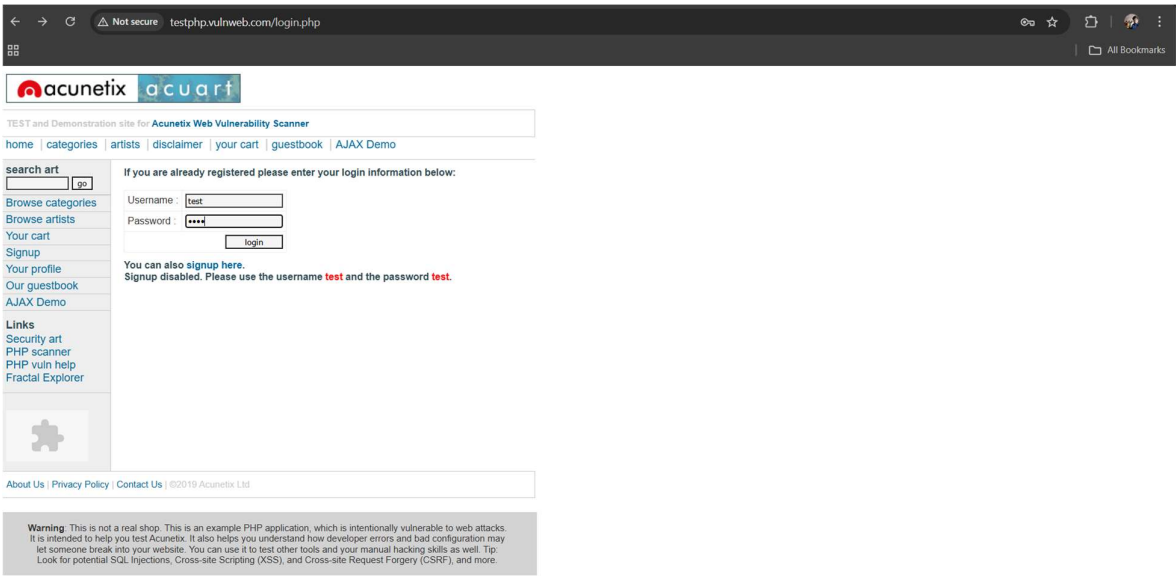 Not secure testphp.vulnweb.com/login.php
All Bookmarks
acunetix acuart
TEST and Demonstration site for Acunetix Web Vulnerability Scanner
home | categories | artists | disclaimer | your cart | guestbook | AJAX Demo
search art
go
Browse categories
Browse artists
Your cart
Signup
Your profile
Our guestbook
AJAX Demo
Links
Security art
PHP scanner
PHP vuln help
Fractal Explorer
If you are already registered please enter your login information below:
Username : test
Password : ••••
login
You can also signup here.
Signup disabled. Please use the username test and the password test.
About Us | Privacy Policy | Contact Us | ©2019 Acunetix Ltd
Warning: This is not a real shop. This is an example PHP application, which is intentionally vulnerable to web attacks.
It is intended to help you test Acunetix. It also helps you understand how developer errors and bad configuration may
let someone break into your website. You can use it to test other tools and your manual hacking skills as well. Tip:
Look for potential SQL Injections, Cross-site Scripting (XSS), and Cross-site Request Forgery (CSRF), and more.